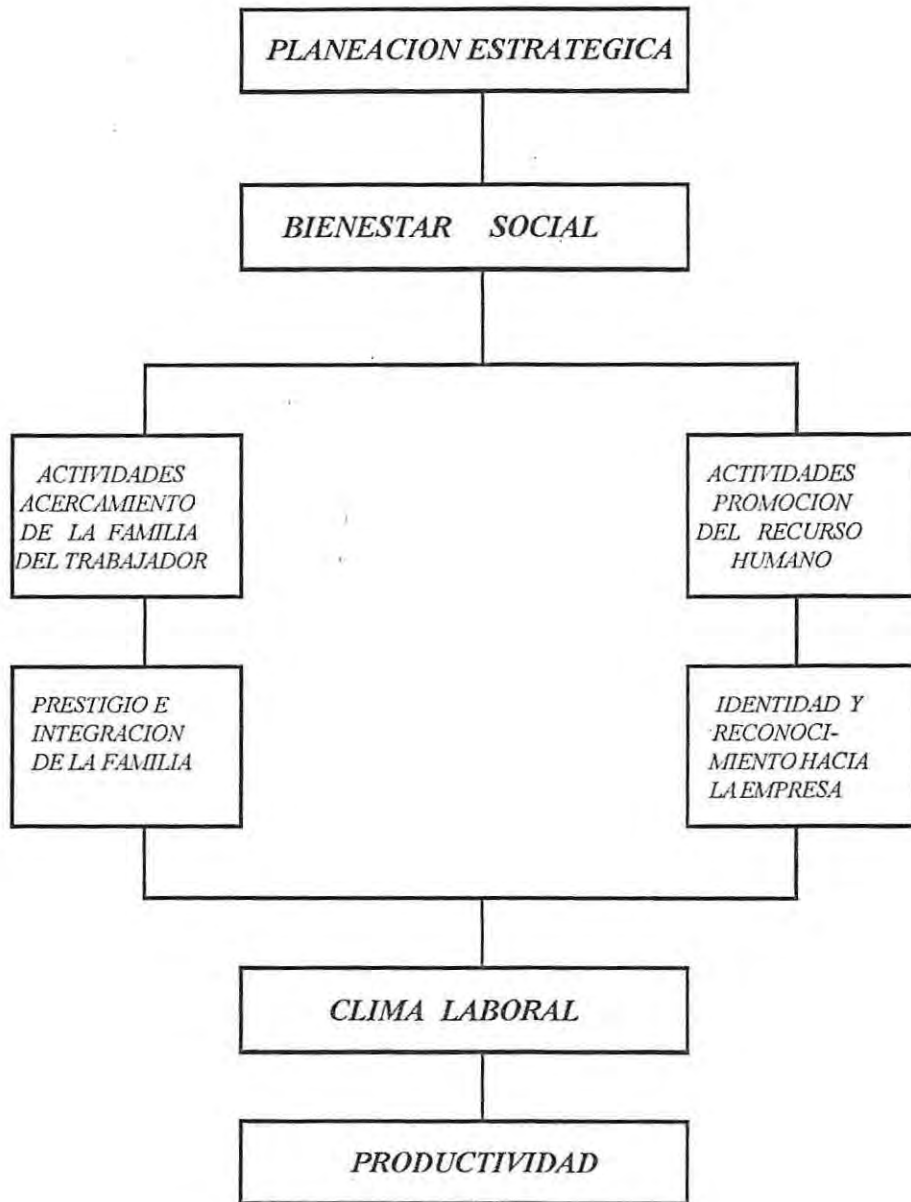 PLANEACION ESTRATEGICA
BIENESTAR SOCIAL
ACTIVIDADES
ACERCAMIENTO
DE LA FAMILIA
DEL TRABAJADOR
ACTIVIDADES
PROMOCION
DEL RECURSO
HUMANO
PRESTIGIO E
INTEGRACION
DE LA FAMILIA
IDENTIDAD Y
RECONOCI-
MIENTO HACIA
LA EMPRESA
CLIMA LABORAL
PRODUCTIVIDAD